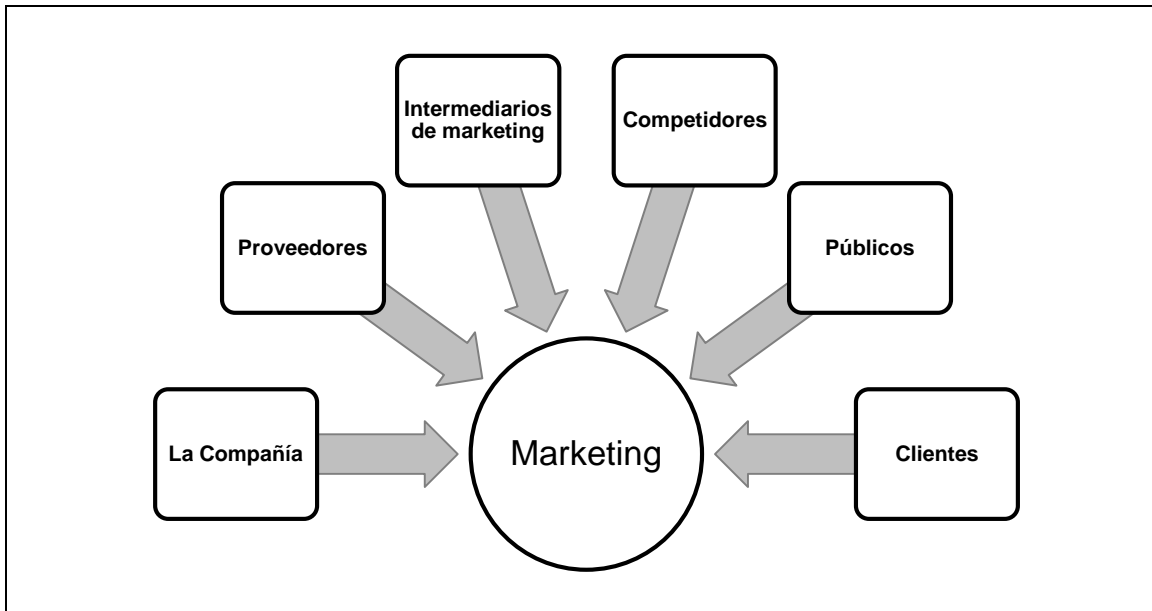 Intermediarios
de marketing
Competidores
Proveedores
Públicos
La Compañía
Marketing
Clientes